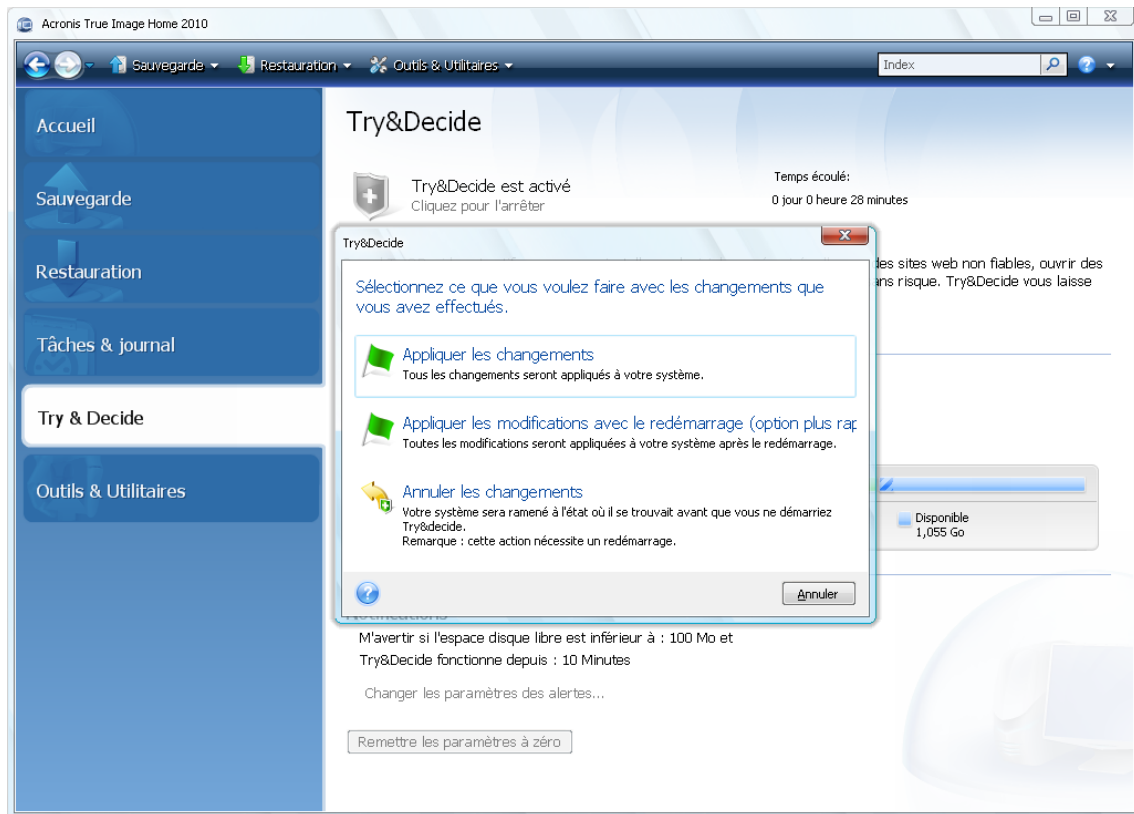 Acronis True Image Home 2010
Sauvegarde
Restauration
Outils & Utilitaires
Index
Accueil
Sauvegarde
Restauration
Tâches & journal
Try & Decide
Outils & Utilitaires
Try&Decide
Try&Decide est activé
Cliquez pour l'arrêter
Temps écoulé:
0 jour 0 heure 28 minutes
des sites web non fiables, ouvrir des
ans risque. Try&Decide vous laisse
Try&Decide
Sélectionnez ce que vous voulez faire avec les changements que
vous avez effectués.
Appliquer les changements
Tous les changements seront appliqués à votre système.
Appliquer les modifications avec le redémarrage (option plus rap
Toutes les modifications seront appliquées à votre système après le redémarrage.
Annuler les changements
Votre système sera ramené à l'état où il se trouvait avant que vous ne démarriez
Try&decide.
Remarque : cette action nécessite un redémarrage.
Annuler
Disponible
1,055 Go
Notifications
M'avertir si l'espace disque libre est inférieur à : 100 Mo et
Try&Decide fonctionne depuis : 10 Minutes
Changer les paramètres des alertes...
Remettre les paramètres à zéro